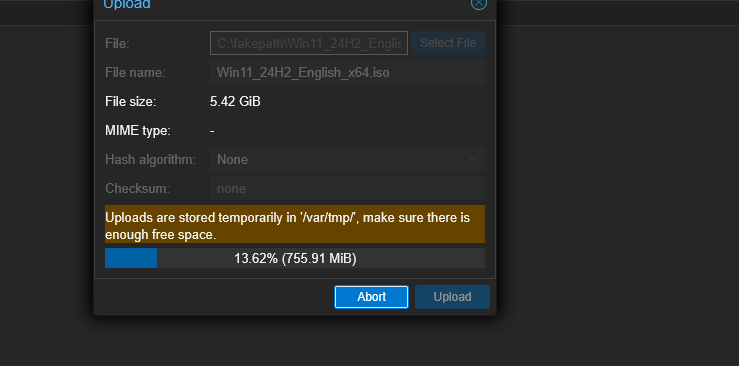 Upload
File:
C:\fakepath\Win11_24H2_Englis
Select File
File name:
Win11_24H2_English_x64.iso
File size:
5.42 GiB
MIME type:
-
Hash algorithm:
None
Checksum:
none
Uploads are stored temporarily in '/var/tmp/', make sure there is
enough free space.
13.62% (755.91 MiB)
Abort
Upload